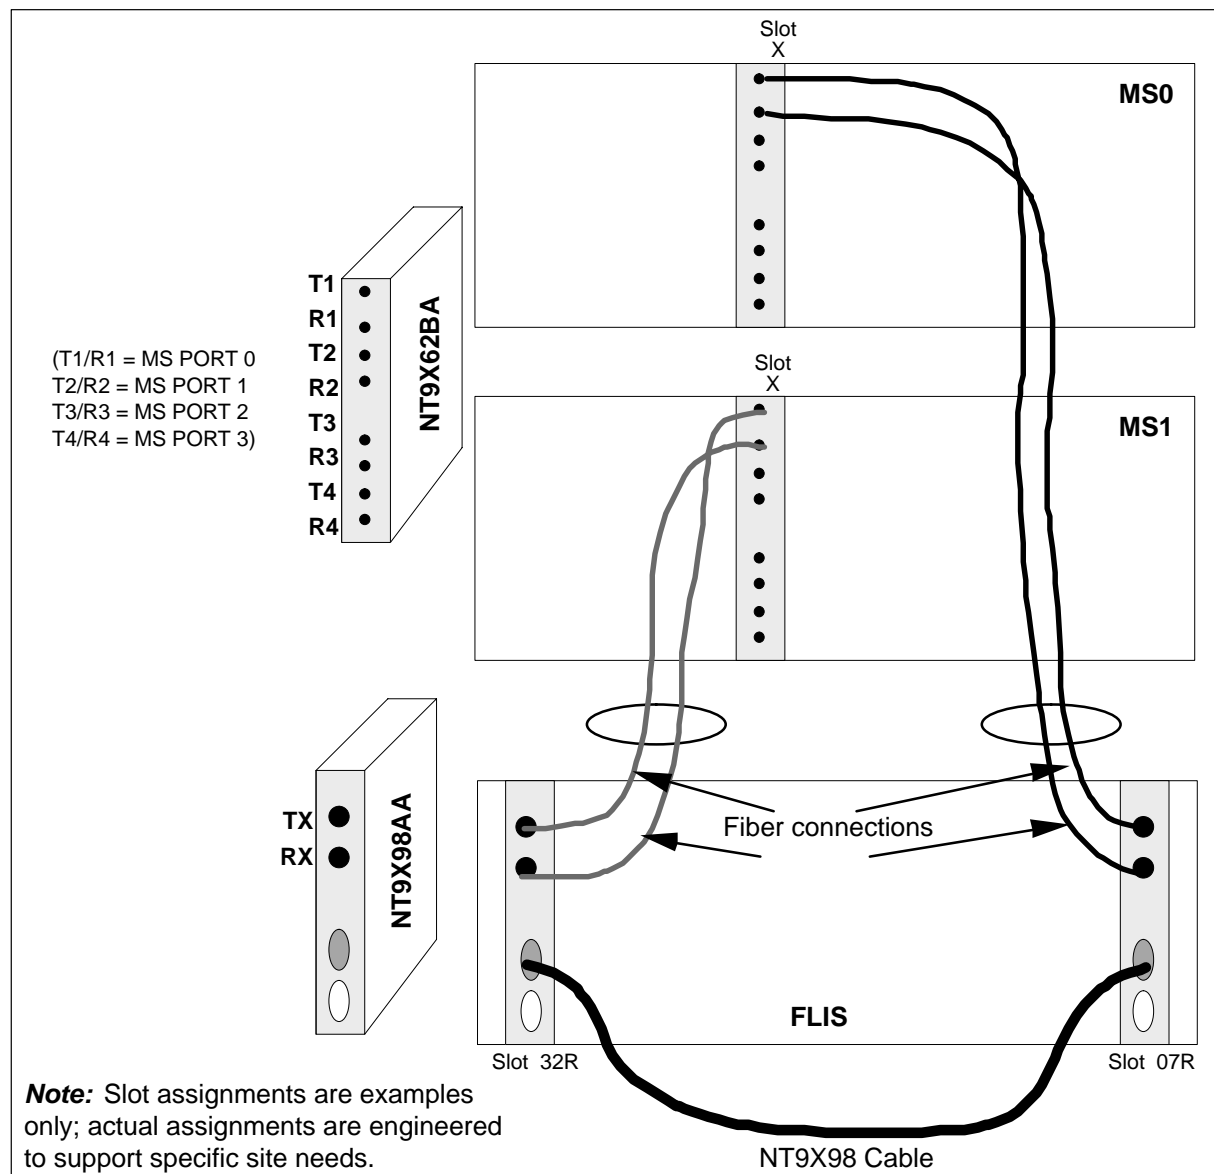 Slot
X
MS0
T1
R1
T2
R2
T3
R3
T4
R4
NT9X62BA
(T1/R1 = MS PORT 0
T2/R2 = MS PORT 1
T3/R3 = MS PORT 2
T4/R4 = MS PORT 3)
Slot
X
MS1
TX
RX
NT9X98AA
Fiber connections
FLIS
Slot 32R
Slot 07R
Note: Slot assignments are examples
only; actual assignments are engineered
to support specific site needs.
NT9X98 Cable